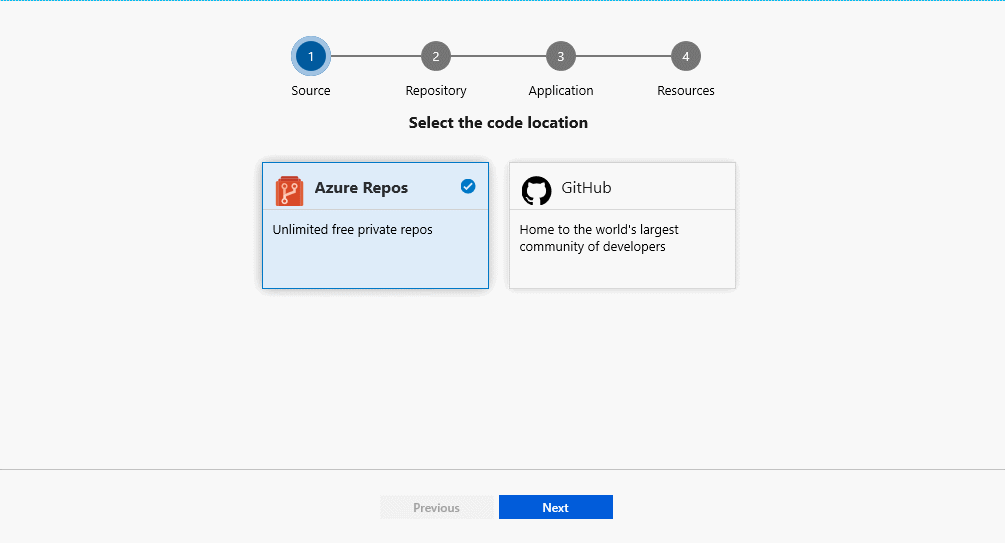 1 2 3 4
Source Repository Application Resources
Select the code location
Azure Repos
Unlimited free private repos
GitHub
Home to the world's largest
community of developers
Previous Next